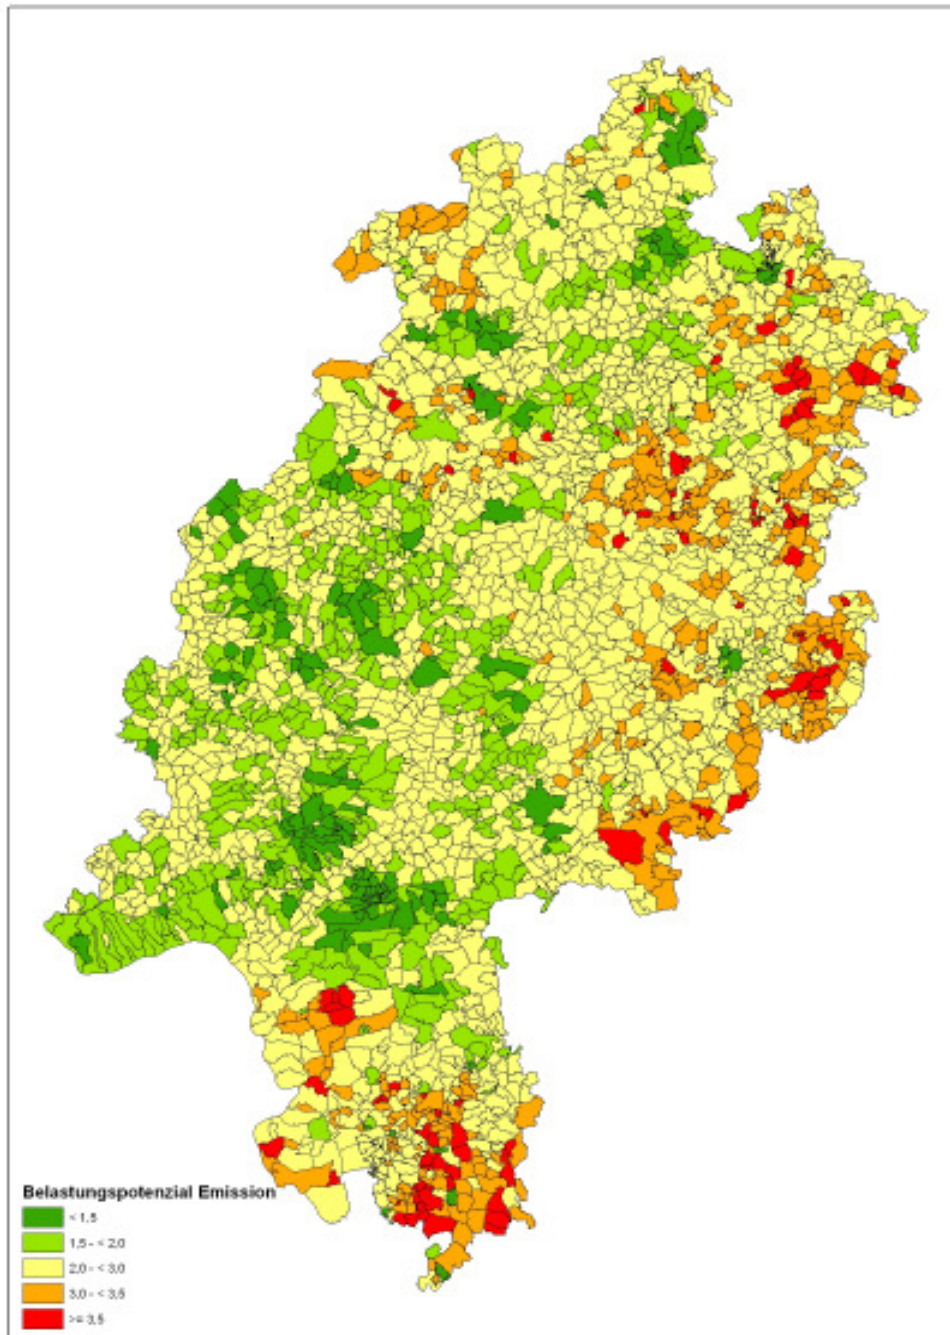 Belastungspotenzial Emission
< 1,5
1,5 - < 2,0
2,0 - < 3,0
3,0 - < 3,5
>= 3,5